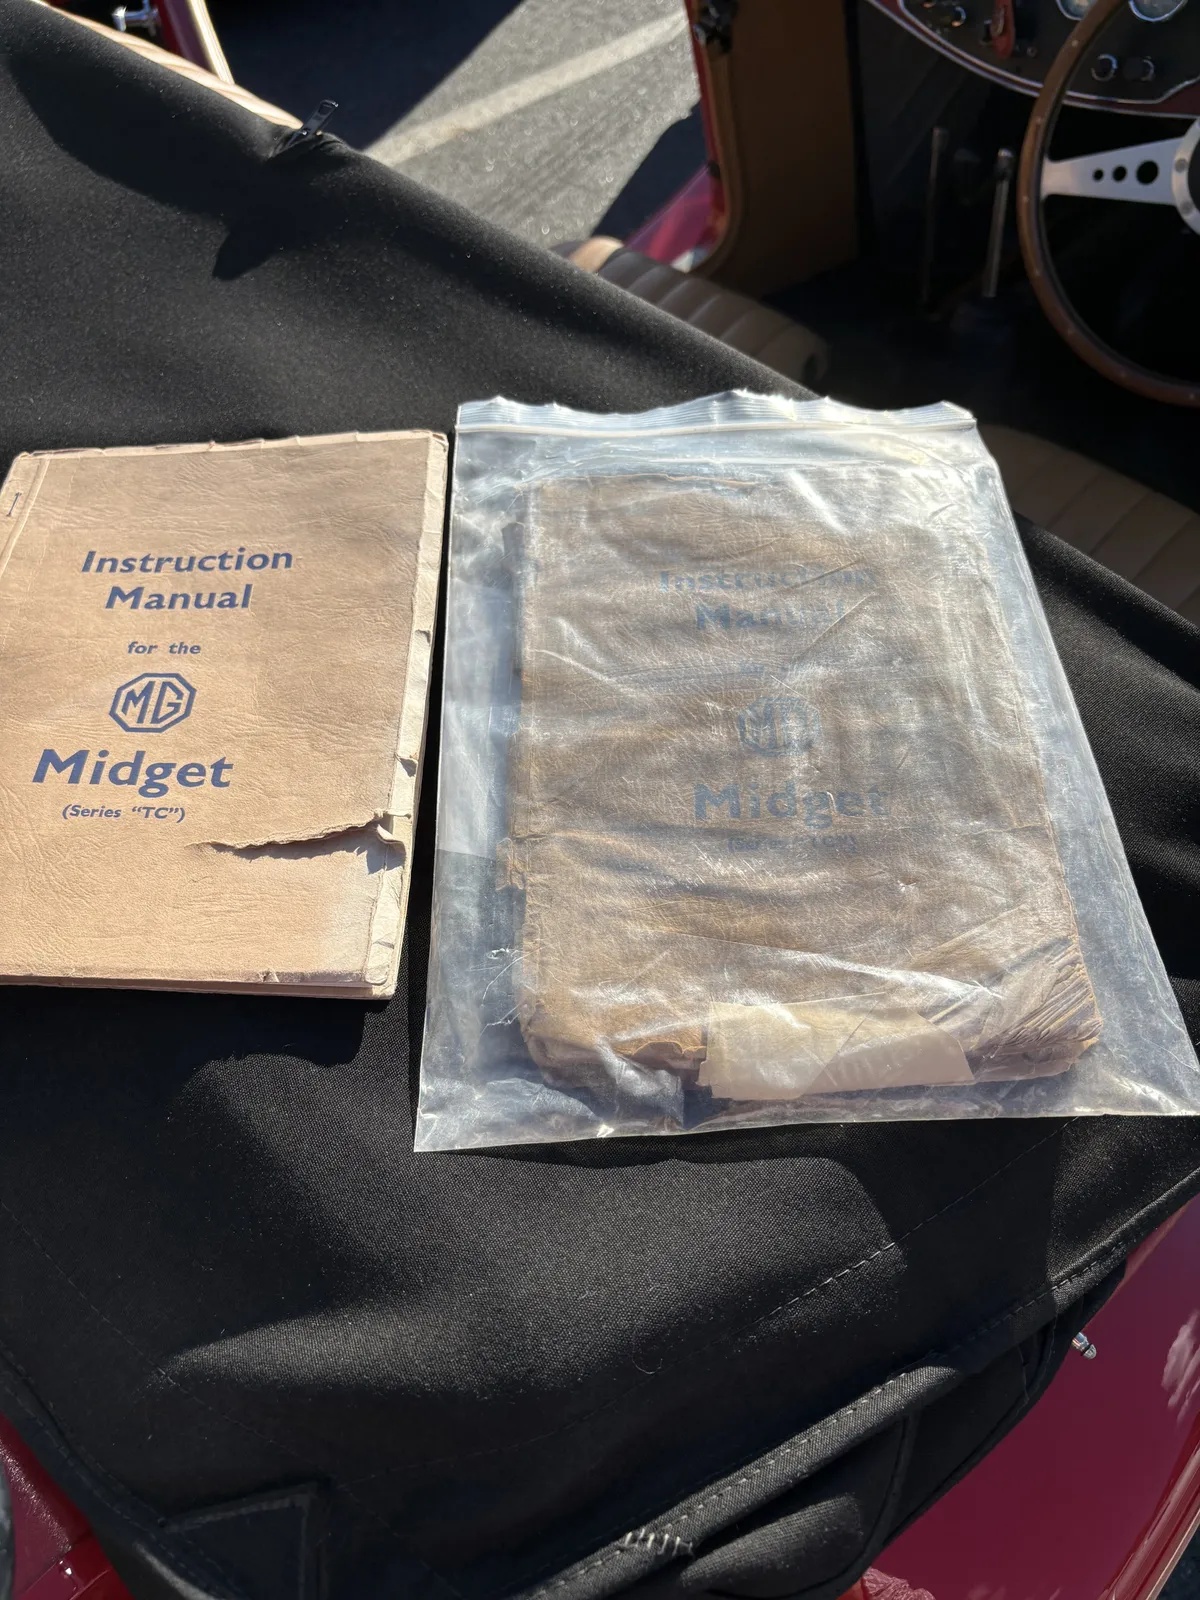 Instruction
Manual
for the
MG
Midget
(Series "TC")
Instruction
Manual
MG
Midget